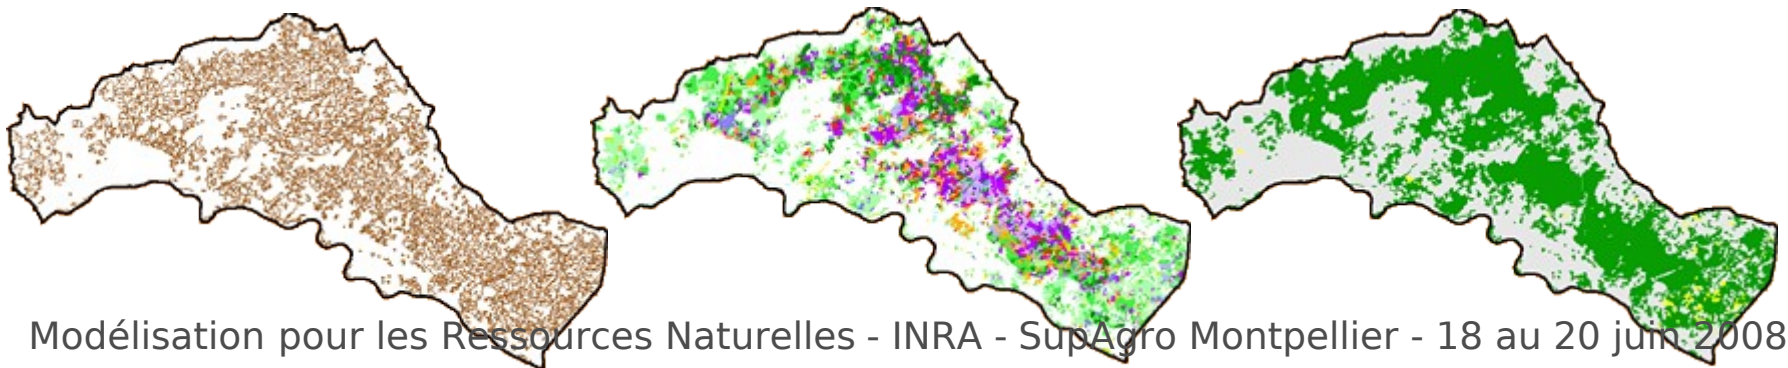 Modélisation pour les Ressources Naturelles - INRA - SupAgro Montpellier - 18 au 20 juin 2008